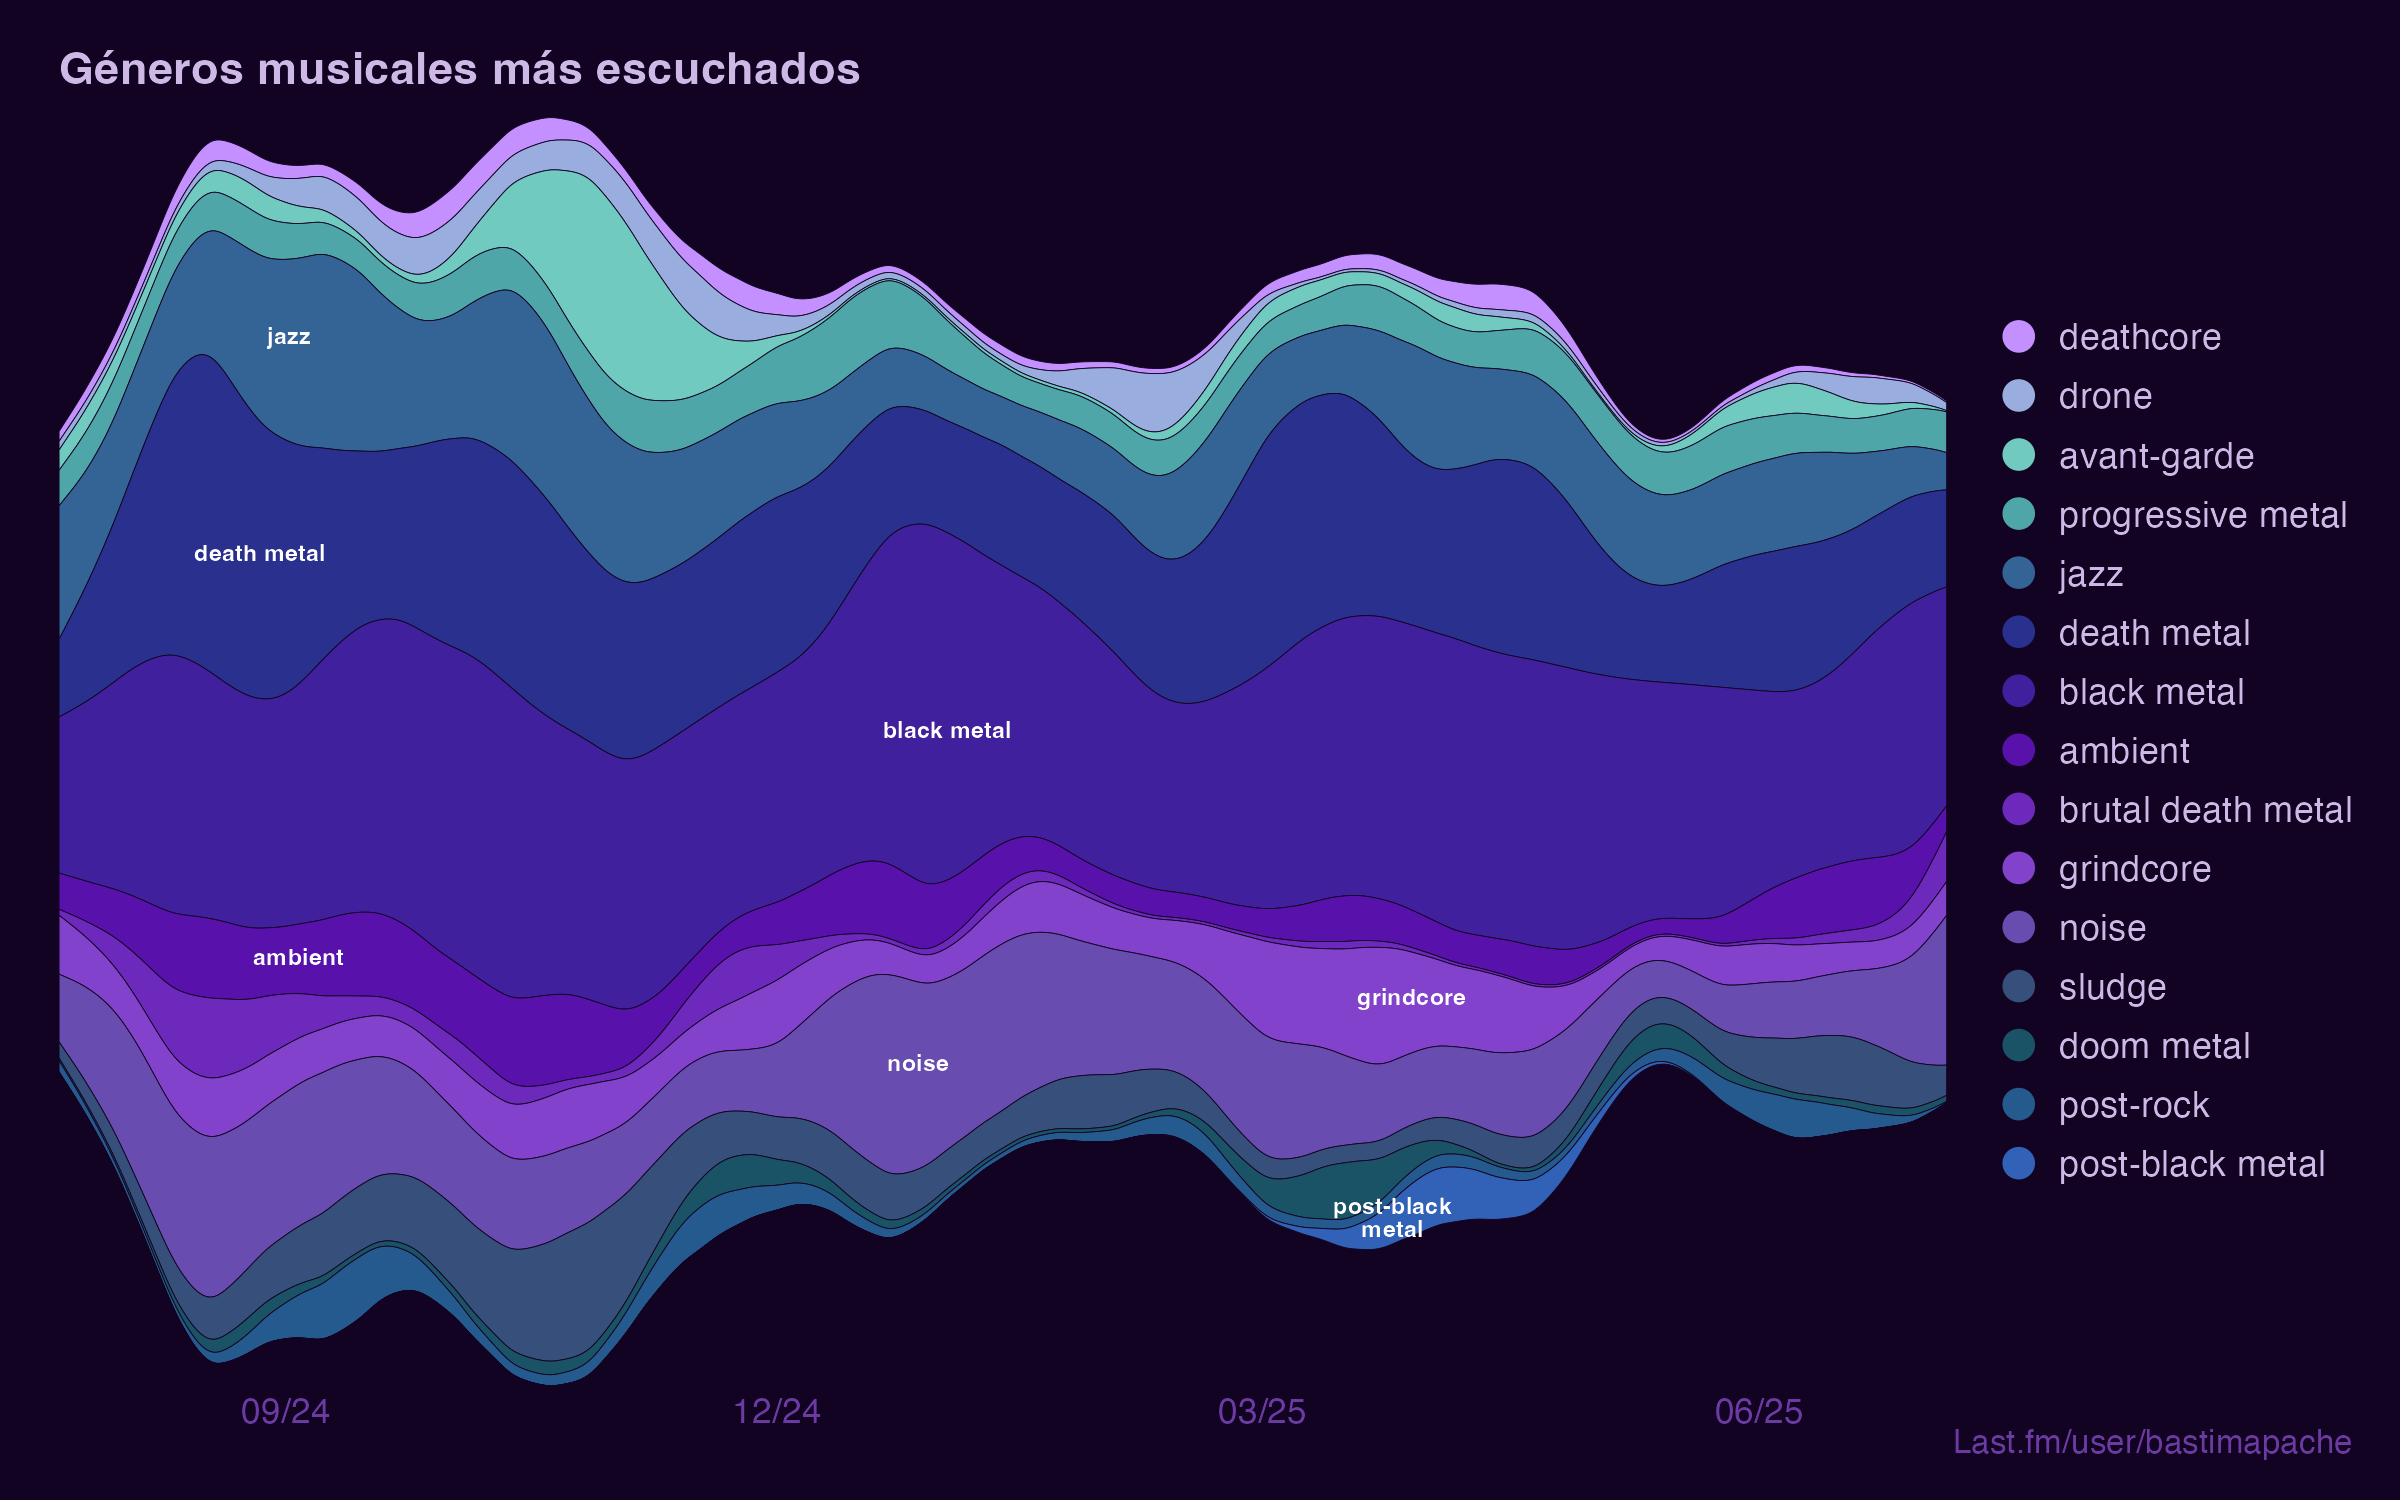 Géneros musicales más escuchados
jazz
death metal
black metal
ambient
grindcore
noise
post-black
metal
deathcore
drone
avant-garde
progressive metal
jazz
death metal
black metal
ambient
brutal death metal
grindcore
noise
sludge
doom metal
post-rock
post-black metal
09/24
12/24
03/25
06/25
Last.fm/user/bastimapache